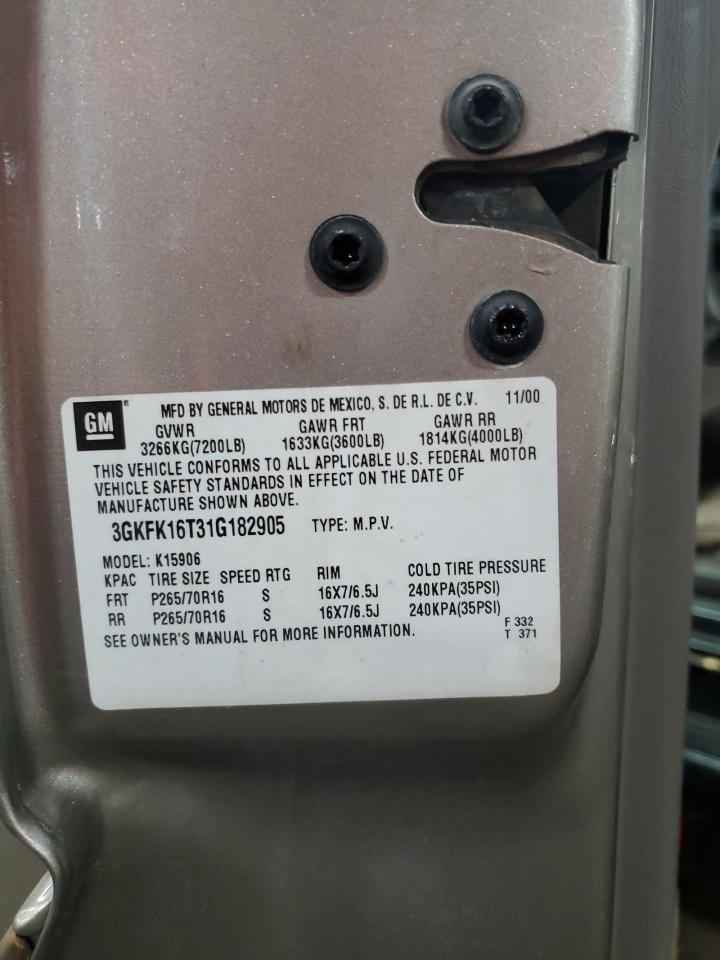 GM
MFD BY GENERAL MOTORS DE MEXICO, S. DE R.L. DE C.V. 11/00
GVWR GAWR FRT GAWR RR
3266KG(7200LB) 1633KG(3600LB) 1814KG(4000LB)
THIS VEHICLE CONFORMS TO ALL APPLICABLE U.S. FEDERAL MOTOR
VEHICLE SAFETY STANDARDS IN EFFECT ON THE DATE OF
MANUFACTURE SHOWN ABOVE.
3GKFK16T31G182905 TYPE: M.P.V.
MODEL: K15906
KPAC TIRE SIZE SPEED RTG RIM COLD TIRE PRESSURE
FRT P265/70R16 S 16X7/6.5J 240KPA(35PSI)
RR P265/70R16 S 16X7/6.5J 240KPA(35PSI)
SEE OWNER'S MANUAL FOR MORE INFORMATION.
F 332
T 371